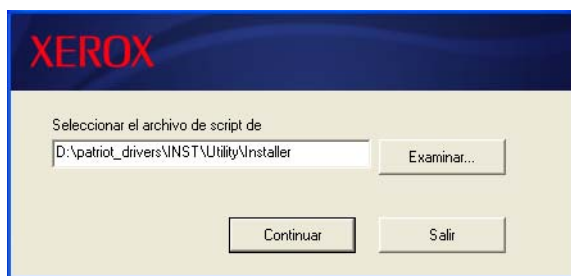 XEROX
Seleccionar el archivo de script de
D:\patriot_drivers\INST\Utility\Installer
Examinar...
Continuar
Salir